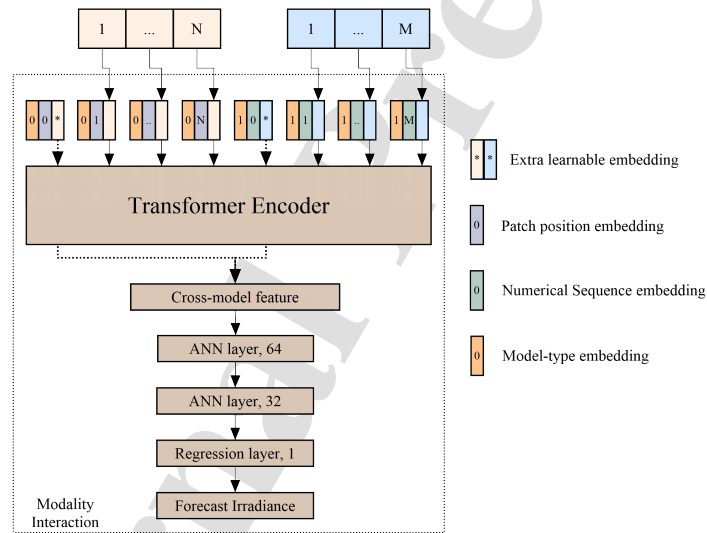 1 ... N 1 ... M
0 0 * 0 1 0 .. 0 N 1 0 * 1 1 1 .. 1 M
Transformer Encoder
Cross-model feature
ANN layer, 64
ANN layer, 32
Regression layer, 1
Forecast Irradiance
Modality
Interaction
* * Extra learnable embedding
0 Patch position embedding
0 Numerical Sequence embedding
0 Model-type embedding